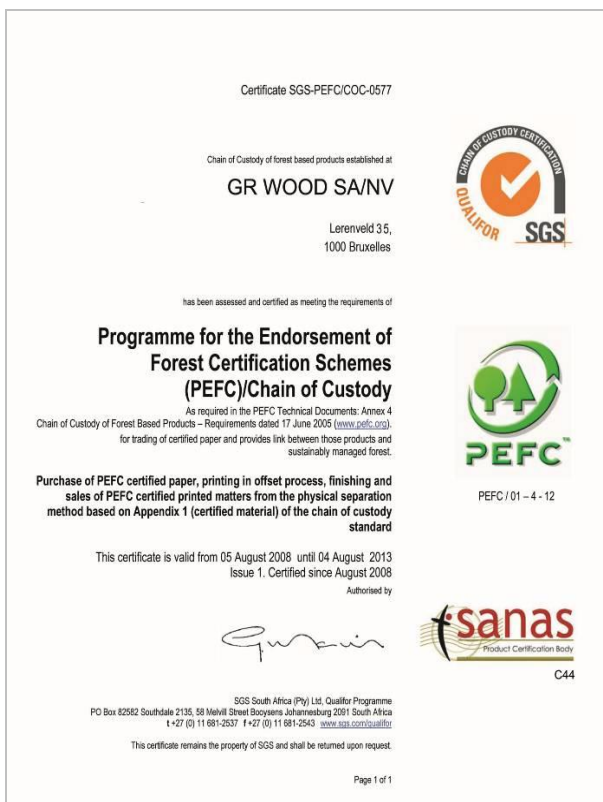 Certificate SGS-PEFC/COC-0577
Chain of Custody of forest based products established at
GR WOOD SA/NV
Lerenveld 35,
1000 Bruxelles
has been assessed and certified as meeting the requirements of
Programme for the Endorsement of
Forest Certification Schemes
(PEFC)/Chain of Custody
As required in the PEFC Technical Documents: Annex 4
Chain of Custody of Forest Based Products – Requirements dated 17 June 2005 (www.pefc.org).
for trading of certified paper and provides link between those products and
sustainably managed forest.
Purchase of PEFC certified paper, printing in offset process, finishing and
sales of PEFC certified printed matters from the physical separation
method based on Appendix 1 (certified material) of the chain of custody
standard
This certificate is valid from 05 August 2008 until 04 August 2013
Issue 1. Certified since August 2008
Authorised by
SGS South Africa (Pty) Ltd, Qualifor Programme
PO Box 82582 Southdale 2135, 58 Melvill Street Booysens Johannesburg 2091 South Africa
t +27 (0) 11 681-2537 f +27 (0) 11 681-2543 www.sgs.com/qualifor
This certificate remains the property of SGS and shall be returned upon request.
Page 1 of 1
CHAIN OF CUSTODY CERTIFICATION
QUALIFOR
SGS
PEFC™
PEFC / 01 – 4 - 12
sanas
Product Certification Body
C44